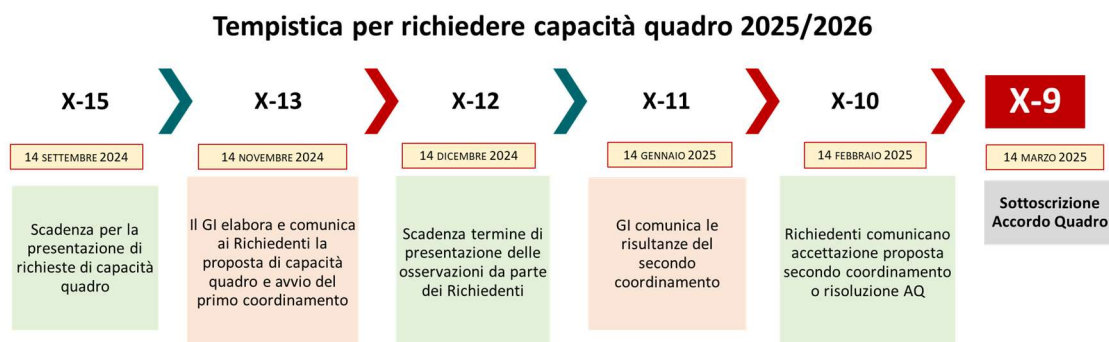 Tempistica per richiedere capacità quadro 2025/2026
X-15
X-13
X-12
X-11
X-10
X-9
14 SETTEMBRE 2024
14 NOVEMBRE 2024
14 DICEMBRE 2024
14 GENNAIO 2025
14 FEBBRAIO 2025
14 MARZO 2025
Scadenza per la
presentazione di
richieste di capacità
quadro
Il GI elabora e comunica
ai Richiedenti la
proposta di capacità
quadro e avvio del
primo coordinamento
Scadenza termine di
presentazione delle
osservazioni da parte
dei Richiedenti
GI comunica le
risultanze del
secondo
coordinamento
Richiedenti comunicano
accettazione proposta
secondo coordinamento
o risoluzione AQ
Sottoscrizione
Accordo Quadro